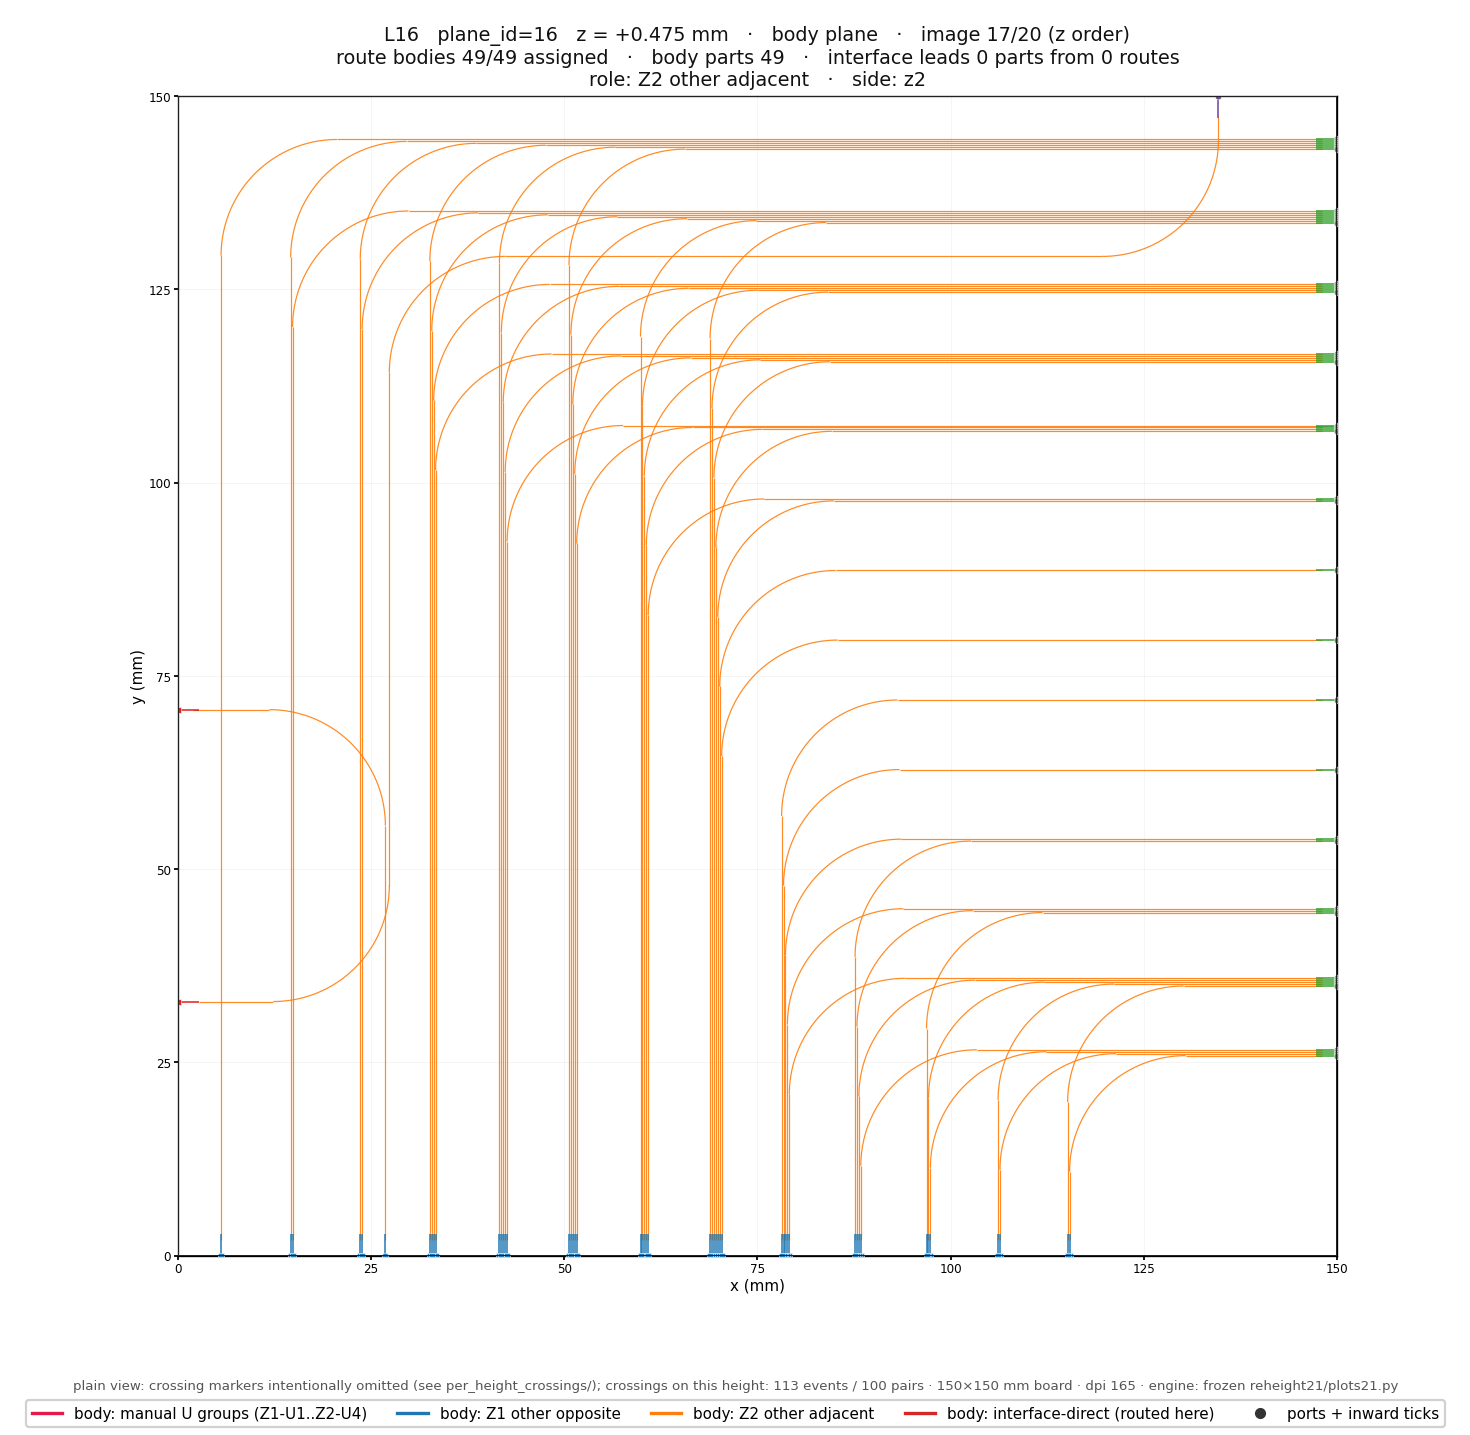 L16   plane_id=16   z = +0.475 mm   ·   body plane   ·   image 17/20 (z order)
route bodies 49/49 assigned   ·   body parts 49   ·   interface leads 0 parts from 0 routes
role: Z2 other adjacent   ·   side: z2
150
125
100
75
50
25
0
y (mm)
0 25 50 75 100 125 150
x (mm)
plain view: crossing markers intentionally omitted (see per_height_crossings/); crossings on this height: 113 events / 100 pairs · 150×150 mm board · dpi 165 · engine: frozen reheight21/plots21.py
body: manual U groups (Z1-U1..Z2-U4) body: Z1 other opposite body: Z2 other adjacent body: interface-direct (routed here) ports + inward ticks